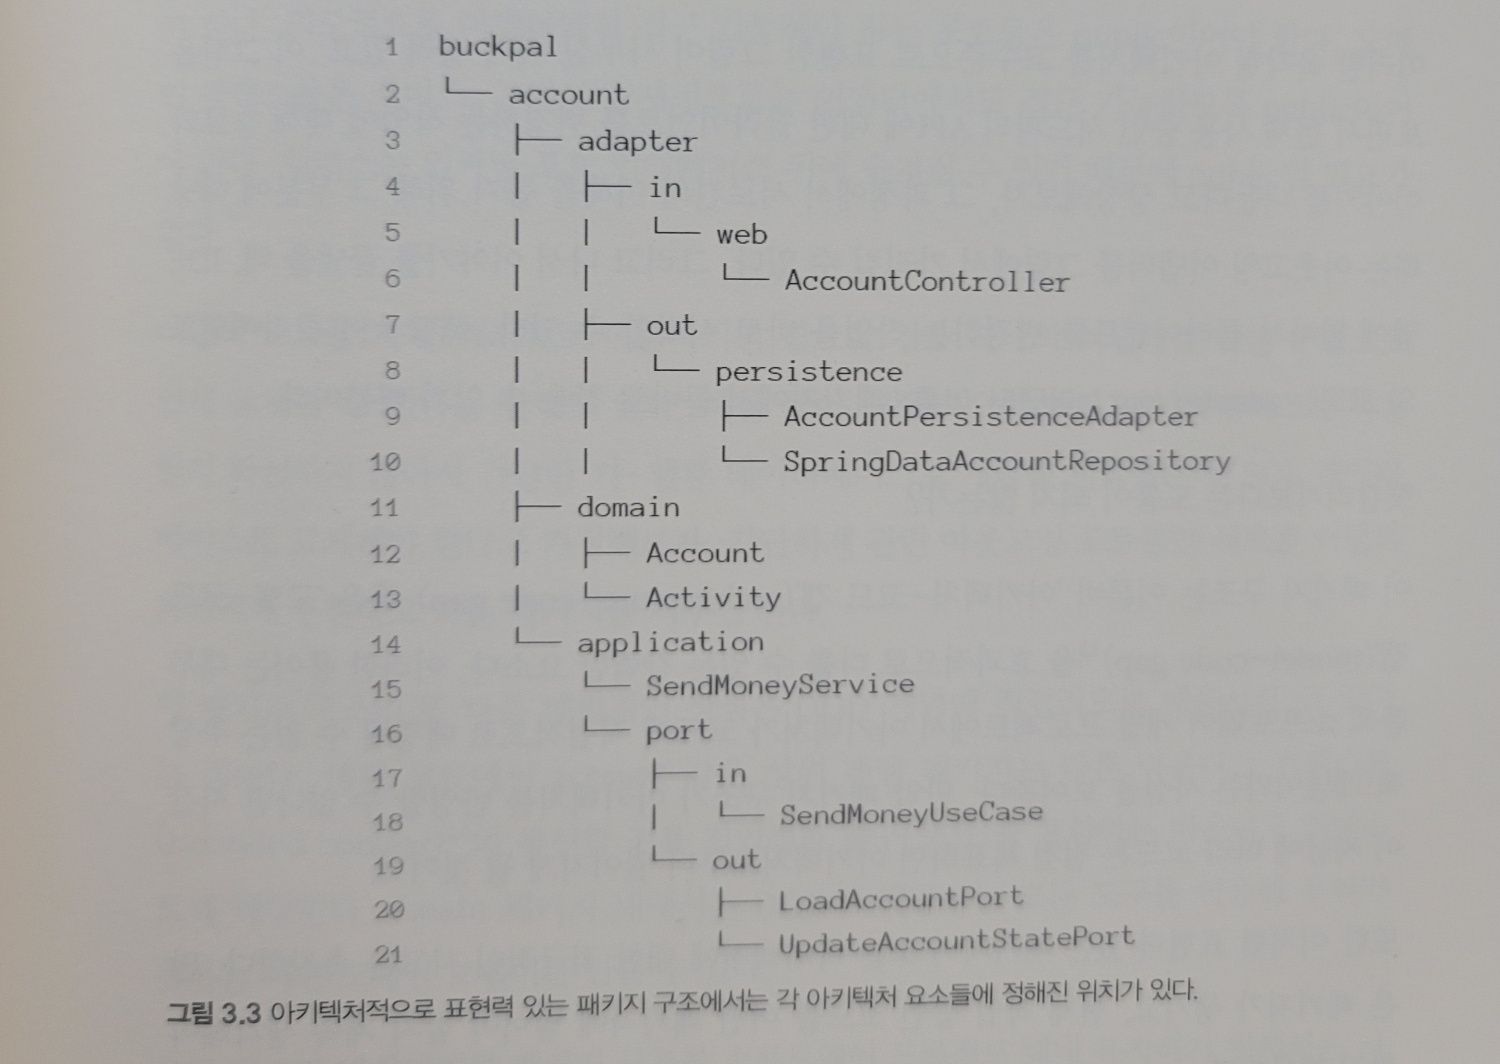 1 buckpal
2 └── account
3 ├── adapter
4 | ├── in
5 | | └── web
6 | | └── AccountController
7 | ├── out
8 | | └── persistence
9 | | ├── AccountPersistenceAdapter
10 | | └── SpringDataAccountRepository
11 ├── domain
12 | ├── Account
13 | └── Activity
14 └── application
15 └── SendMoneyService
16 └── port
17 ├── in
18 | └── SendMoneyUseCase
19 └── out
20 ├── LoadAccountPort
21 └── UpdateAccountStatePort
그림 3.3 아키텍처적으로 표현력 있는 패키지 구조에서는 각 아키텍처 요소들에 정해진 위치가 있다.